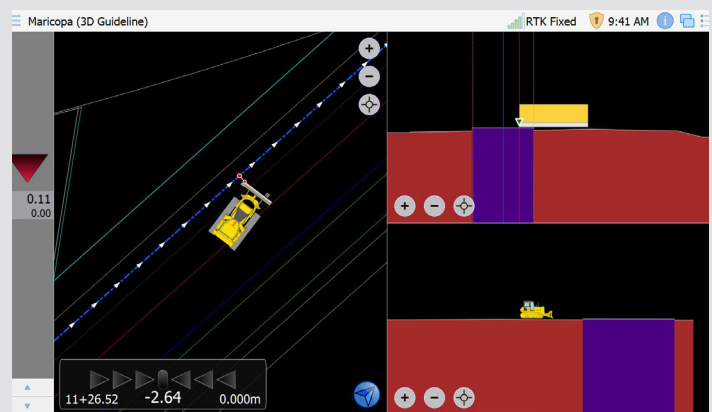 Maricopa (3D Guideline)
RTK Fixed
9:41 AM
0.11
0.00
11+26.52
-2.64
0.000m